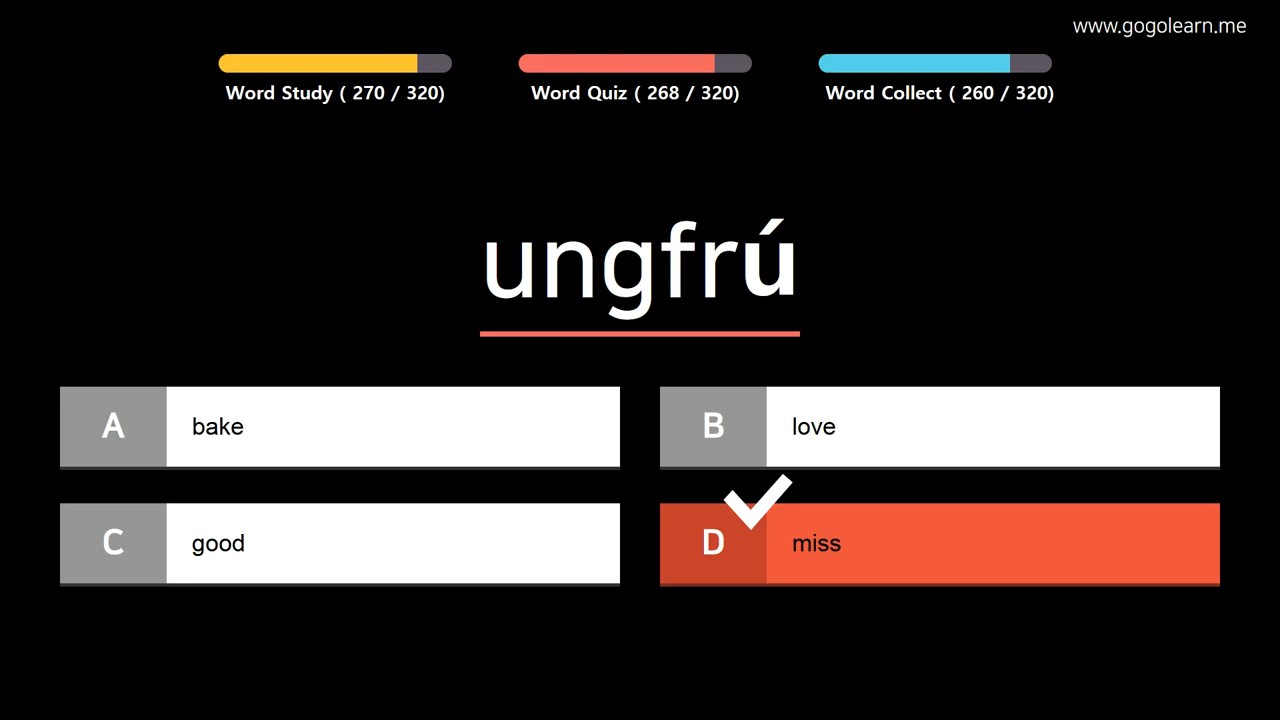 www.gogolearn.me
Word Study ( 270 / 320) Word Quiz ( 268 / 320) Word Collect ( 260 / 320)
ungfrú
A bake B love
C good D miss